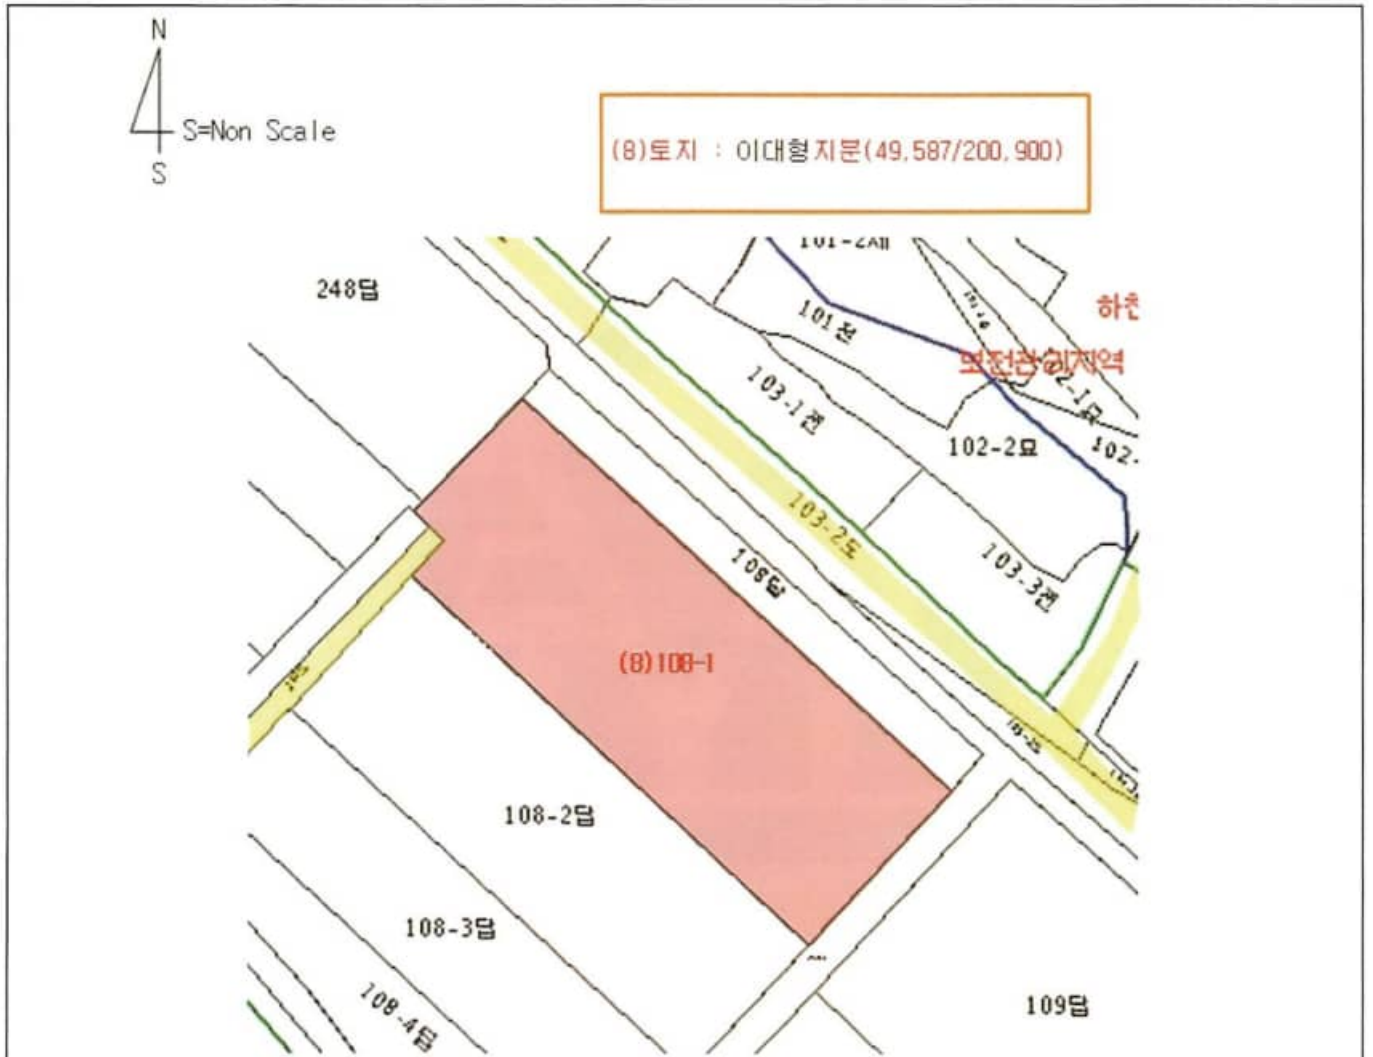 N
S=Non Scale
S
(8)토지 : 이대형지분(49,587/200,900)
248답
101전
하천
보전관리지역
103-1전
102-2묘
102-
103-2도
108답
103-3전
(8)108-1
108-2답
108-3답
108-4답
109답